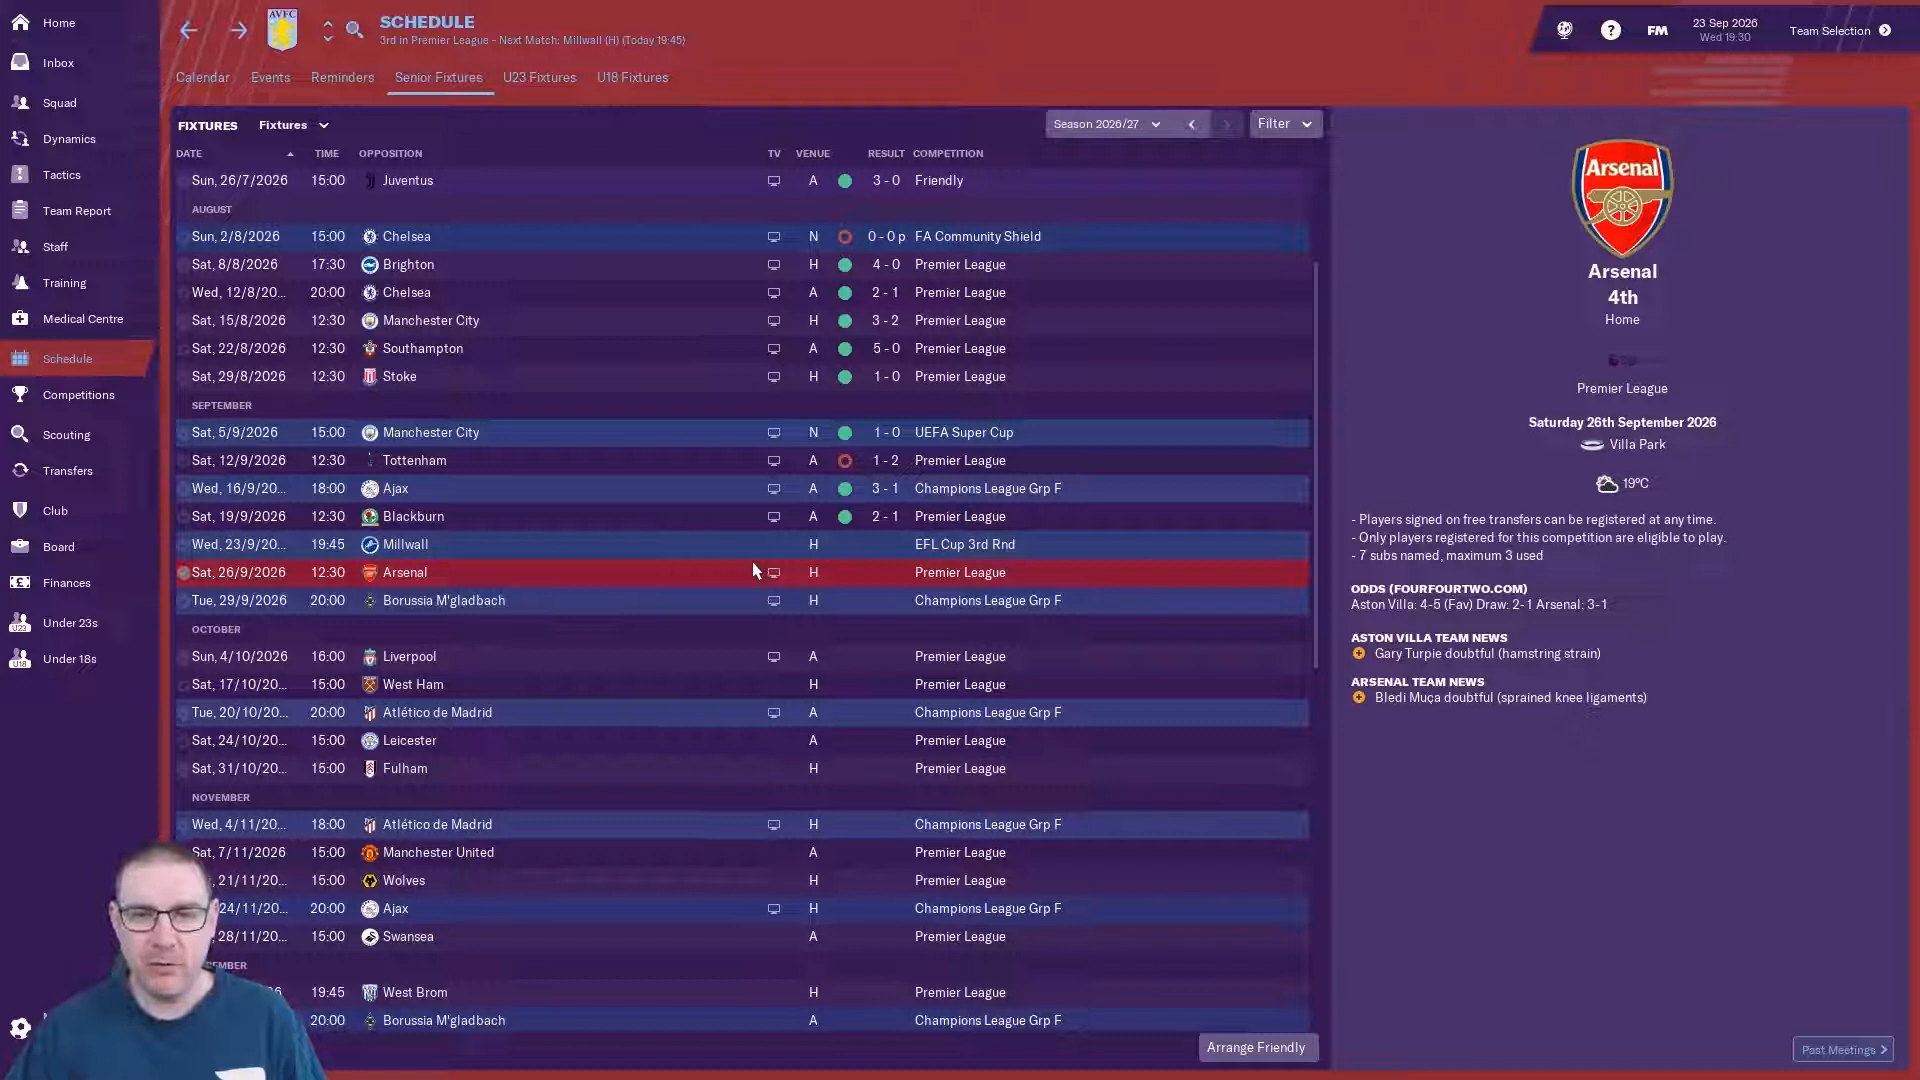 Home
Inbox
Squad
Dynamics
Tactics
Team Report
Staff
Training
Medical Centre
Schedule
Competitions
Scouting
Transfers
Club
Board
Finances
Under 23s
Under 18s
AVFC
SCHEDULE
3rd in Premier League - Next Match: Millwall (H) (Today 19:45)
FM
23 Sep 2026
Wed 19:30
Team Selection
Calendar Events Reminders Senior Fixtures U23 Fixtures U18 Fixtures
FIXTURES Fixtures Season 2026/27 Filter
DATE TIME OPPOSITION TV VENUE RESULT COMPETITION
Sun, 26/7/2026 15:00 Juventus A 3 - 0 Friendly
AUGUST
Sun, 2/8/2026 15:00 Chelsea N 0 - 0 p FA Community Shield
Sat, 8/8/2026 17:30 Brighton H 4 - 0 Premier League
Wed, 12/8/20... 20:00 Chelsea A 2 - 1 Premier League
Sat, 15/8/2026 12:30 Manchester City H 3 - 2 Premier League
Sat, 22/8/2026 12:30 Southampton A 5 - 0 Premier League
Sat, 29/8/2026 12:30 Stoke H 1 - 0 Premier League
SEPTEMBER
Sat, 5/9/2026 15:00 Manchester City N 1 - 0 UEFA Super Cup
Sat, 12/9/2026 12:30 Tottenham A 1 - 2 Premier League
Wed, 16/9/20... 18:00 Ajax A 3 - 1 Champions League Grp F
Sat, 19/9/2026 12:30 Blackburn A 2 - 1 Premier League
Wed, 23/9/20... 19:45 Millwall H EFL Cup 3rd Rnd
Sat, 26/9/2026 12:30 Arsenal H Premier League
Tue, 29/9/2026 20:00 Borussia M'gladbach H Champions League Grp F
OCTOBER
Sun, 4/10/2026 16:00 Liverpool A Premier League
Sat, 17/10/20... 15:00 West Ham H Premier League
Tue, 20/10/20... 20:00 Atlético de Madrid A Champions League Grp F
Sat, 24/10/20... 15:00 Leicester A Premier League
Sat, 31/10/20... 15:00 Fulham H Premier League
NOVEMBER
Wed, 4/11/20... 18:00 Atlético de Madrid H Champions League Grp F
Sat, 7/11/2026 15:00 Manchester United A Premier League
21/11/20... 15:00 Wolves H Premier League
24/11/20... 20:00 Ajax H Champions League Grp F
28/11/20... 15:00 Swansea A Premier League
19:45 West Brom H Premier League
20:00 Borussia M'gladbach A Champions League Grp F
Arrange Friendly
Arsenal
Arsenal
4th
Home
Premier League
Saturday 26th September 2026
Villa Park
19°C
- Players signed on free transfers can be registered at any time.
- Only players registered for this competition are eligible to play.
- 7 subs named, maximum 3 used
ODDS (FOURFOURTWO.COM)
Aston Villa: 4-5 (Fav) Draw: 2-1 Arsenal: 3-1
ASTON VILLA TEAM NEWS
Gary Turpie doubtful (hamstring strain)
ARSENAL TEAM NEWS
Bledi Muça doubtful (sprained knee ligaments)
Past Meetings